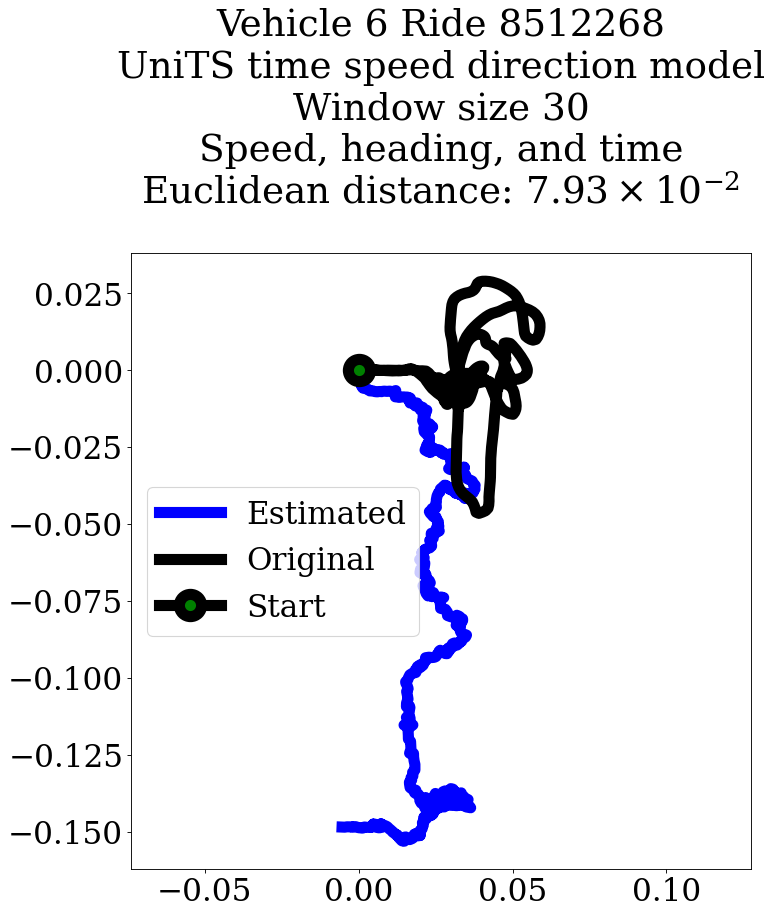 Vehicle 6 Ride 8512268
UniTS time speed direction model
Window size 30
Speed, heading, and time
Euclidean distance: 7.93 × 10⁻²
0.025
0.000
−0.025
−0.050
−0.075
−0.100
−0.125
−0.150
Estimated
Original
Start
−0.05 0.00 0.05 0.10